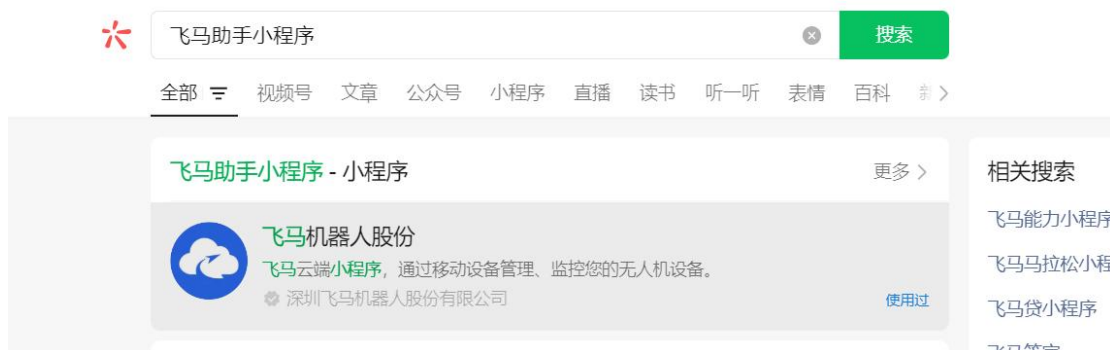 飞马助手小程序
搜索
全部 视频号 文章 公众号 小程序 直播 读书 听一听 表情 百科
飞马助手小程序 - 小程序
更多
飞马机器人股份
飞马云端小程序，通过移动设备管理、监控您的无人机设备。
深圳飞马机器人股份有限公司
使用过
相关搜索
飞马能力小程序
飞马马拉松小程
飞马贷小程序